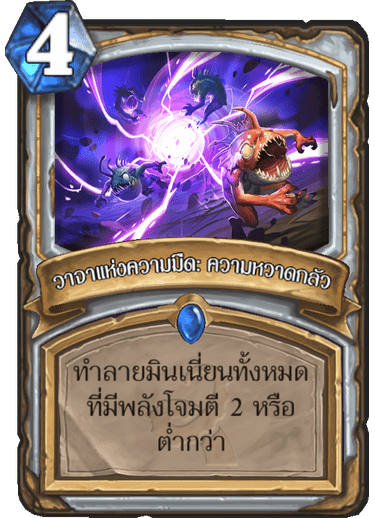 4
วาจาแห่งความมืด: ความหวาดกลัว
ทำลายมินเนี่ยนทั้งหมด
ที่มีพลังโจมตี 2 หรือ
ต่ำกว่า